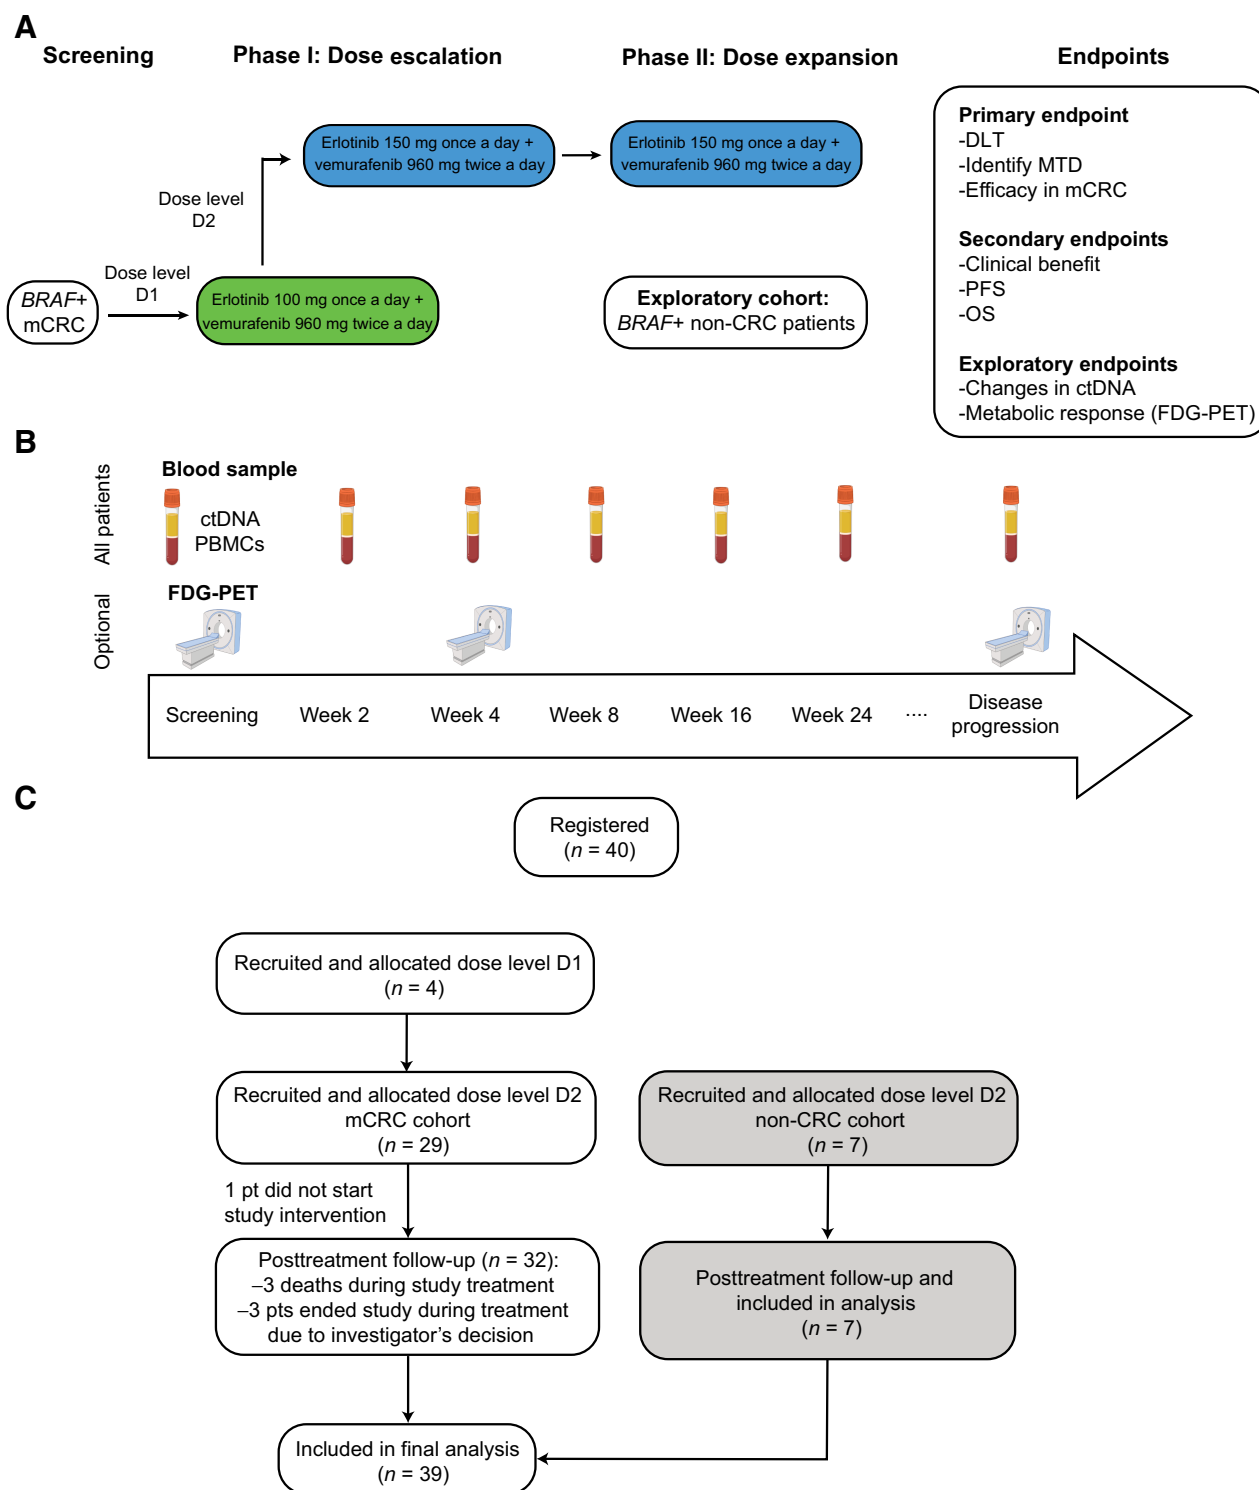 A
Screening
Phase I: Dose escalation
Phase II: Dose expansion
Endpoints
Erlotinib 150 mg once a day +
vemurafenib 960 mg twice a day
Erlotinib 150 mg once a day +
vemurafenib 960 mg twice a day
Dose level
D2
Dose level
D1
BRAF+
mCRC
Erlotinib 100 mg once a day +
vemurafenib 960 mg twice a day
Exploratory cohort:
BRAF+ non-CRC patients
Primary endpoint
-DLT
-Identify MTD
-Efficacy in mCRC
Secondary endpoints
-Clinical benefit
-PFS
-OS
Exploratory endpoints
-Changes in ctDNA
-Metabolic response (FDG-PET)
B
All patients
Blood sample
ctDNA
PBMCs
Optional
FDG-PET
Screening
Week 2
Week 4
Week 8
Week 16
Week 24
....
Disease
progression
C
Registered
(n = 40)
Recruited and allocated dose level D1
(n = 4)
Recruited and allocated dose level D2
mCRC cohort
(n = 29)
Recruited and allocated dose level D2
non-CRC cohort
(n = 7)
1 pt did not start
study intervention
Posttreatment follow-up (n = 32):
–3 deaths during study treatment
–3 pts ended study during treatment
due to investigator's decision
Posttreatment follow-up and
included in analysis
(n = 7)
Included in final analysis
(n = 39)